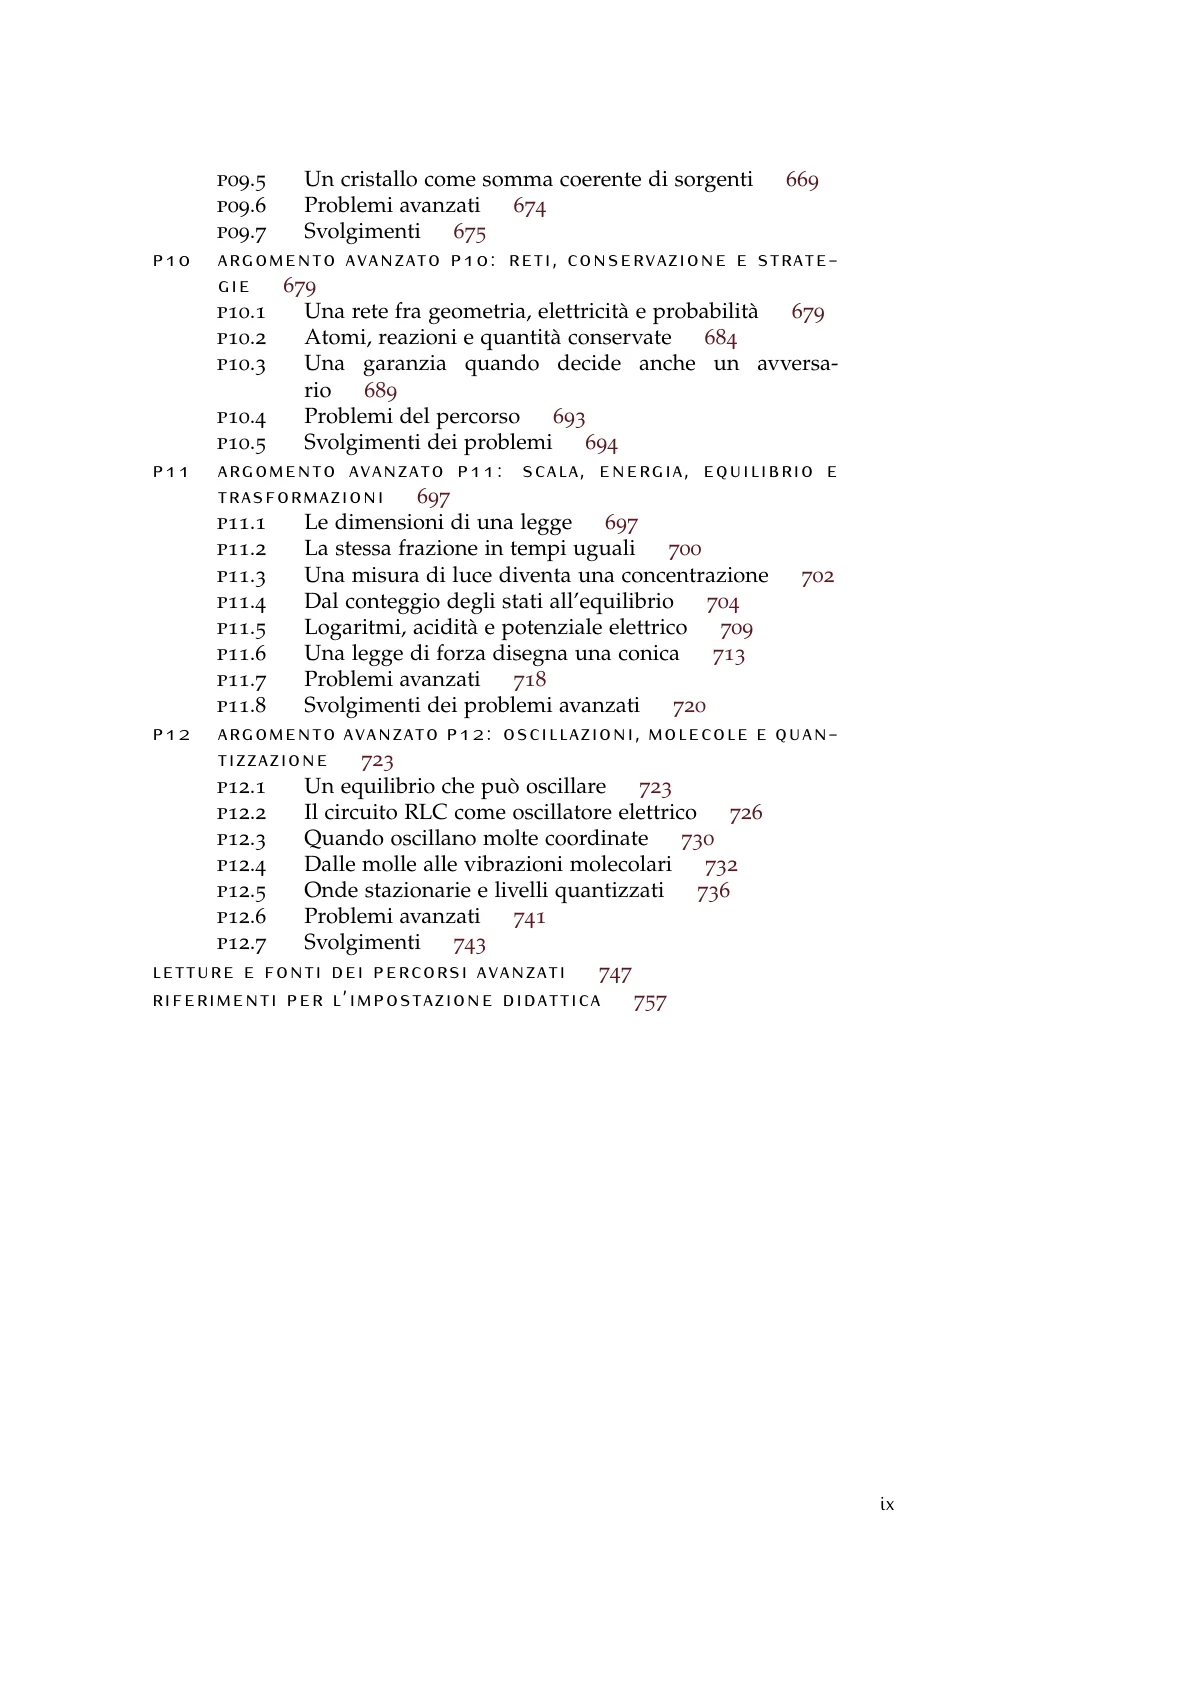 P09.5 Un cristallo come somma coerente di sorgenti 669
P09.6 Problemi avanzati 674
P09.7 Svolgimenti 675
P10 ARGOMENTO AVANZATO P10: RETI, CONSERVAZIONE E STRATE-
GIE 679
P10.1 Una rete fra geometria, elettricità e probabilità 679
P10.2 Atomi, reazioni e quantità conservate 684
P10.3 Una garanzia quando decide anche un avversa-
rio 689
P10.4 Problemi del percorso 693
P10.5 Svolgimenti dei problemi 694
P11 ARGOMENTO AVANZATO P11: SCALA, ENERGIA, EQUILIBRIO E
TRASFORMAZIONI 697
P11.1 Le dimensioni di una legge 697
P11.2 La stessa frazione in tempi uguali 700
P11.3 Una misura di luce diventa una concentrazione 702
P11.4 Dal conteggio degli stati all'equilibrio 704
P11.5 Logaritmi, acidità e potenziale elettrico 709
P11.6 Una legge di forza disegna una conica 713
P11.7 Problemi avanzati 718
P11.8 Svolgimenti dei problemi avanzati 720
P12 ARGOMENTO AVANZATO P12: OSCILLAZIONI, MOLECOLE E QUAN-
TIZZAZIONE 723
P12.1 Un equilibrio che può oscillare 723
P12.2 Il circuito RLC come oscillatore elettrico 726
P12.3 Quando oscillano molte coordinate 730
P12.4 Dalle molle alle vibrazioni molecolari 732
P12.5 Onde stazionarie e livelli quantizzati 736
P12.6 Problemi avanzati 741
P12.7 Svolgimenti 743
LETTURE E FONTI DEI PERCORSI AVANZATI 747
RIFERIMENTI PER L'IMPOSTAZIONE DIDATTICA 757
ix